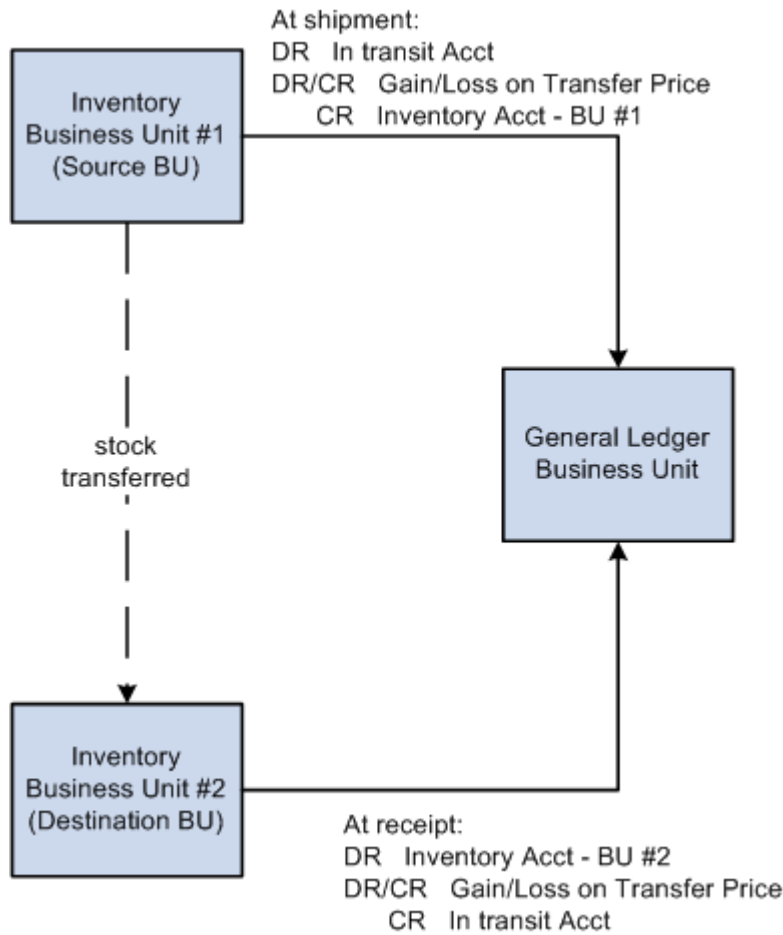 At shipment:
DR In transit Acct
DR/CR Gain/Loss on Transfer Price
CR Inventory Acct - BU #1
Inventory
Business Unit #1
(Source BU)
stock
transferred
General Ledger
Business Unit
Inventory
Business Unit #2
(Destination BU)
At receipt:
DR Inventory Acct - BU #2
DR/CR Gain/Loss on Transfer Price
CR In transit Acct